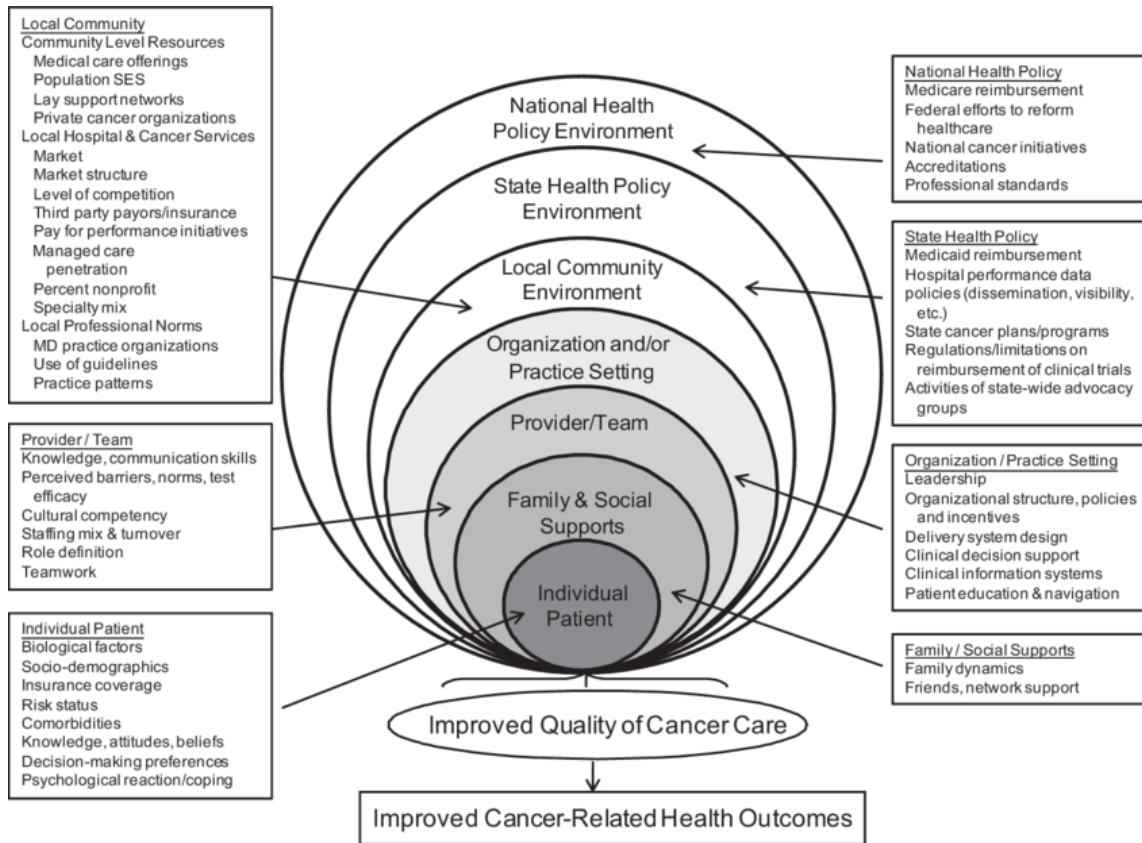 Local Community
Community Level Resources
Medical care offerings
Population SES
Lay support networks
Private cancer organizations
Local Hospital & Cancer Services
Market
Market structure
Level of competition
Third party payors/insurance
Pay for performance initiatives
Managed care
penetration
Percent nonprofit
Specialty mix
Local Professional Norms
MD practice organizations
Use of guidelines
Practice patterns
Provider / Team
Knowledge, communication skills
Perceived barriers, norms, test
efficacy
Cultural competency
Staffing mix & turnover
Role definition
Teamwork
Individual Patient
Biological factors
Socio-demographics
Insurance coverage
Risk status
Comorbidities
Knowledge, attitudes, beliefs
Decision-making preferences
Psychological reaction/coping
National Health
Policy Environment
State Health Policy
Environment
Local Community
Environment
Organization and/or
Practice Setting
Provider/Team
Family & Social
Supports
Individual
Patient
Improved Quality of Cancer Care
Improved Cancer-Related Health Outcomes
National Health Policy
Medicare reimbursement
Federal efforts to reform
healthcare
National cancer initiatives
Accreditations
Professional standards
State Health Policy
Medicaid reimbursement
Hospital performance data
policies (dissemination, visibility,
etc.)
State cancer plans/programs
Regulations/limitations on
reimbursement of clinical trials
Activities of state-wide advocacy
groups
Organization / Practice Setting
Leadership
Organizational structure, policies
and incentives
Delivery system design
Clinical decision support
Clinical information systems
Patient education & navigation
Family / Social Supports
Family dynamics
Friends, network support